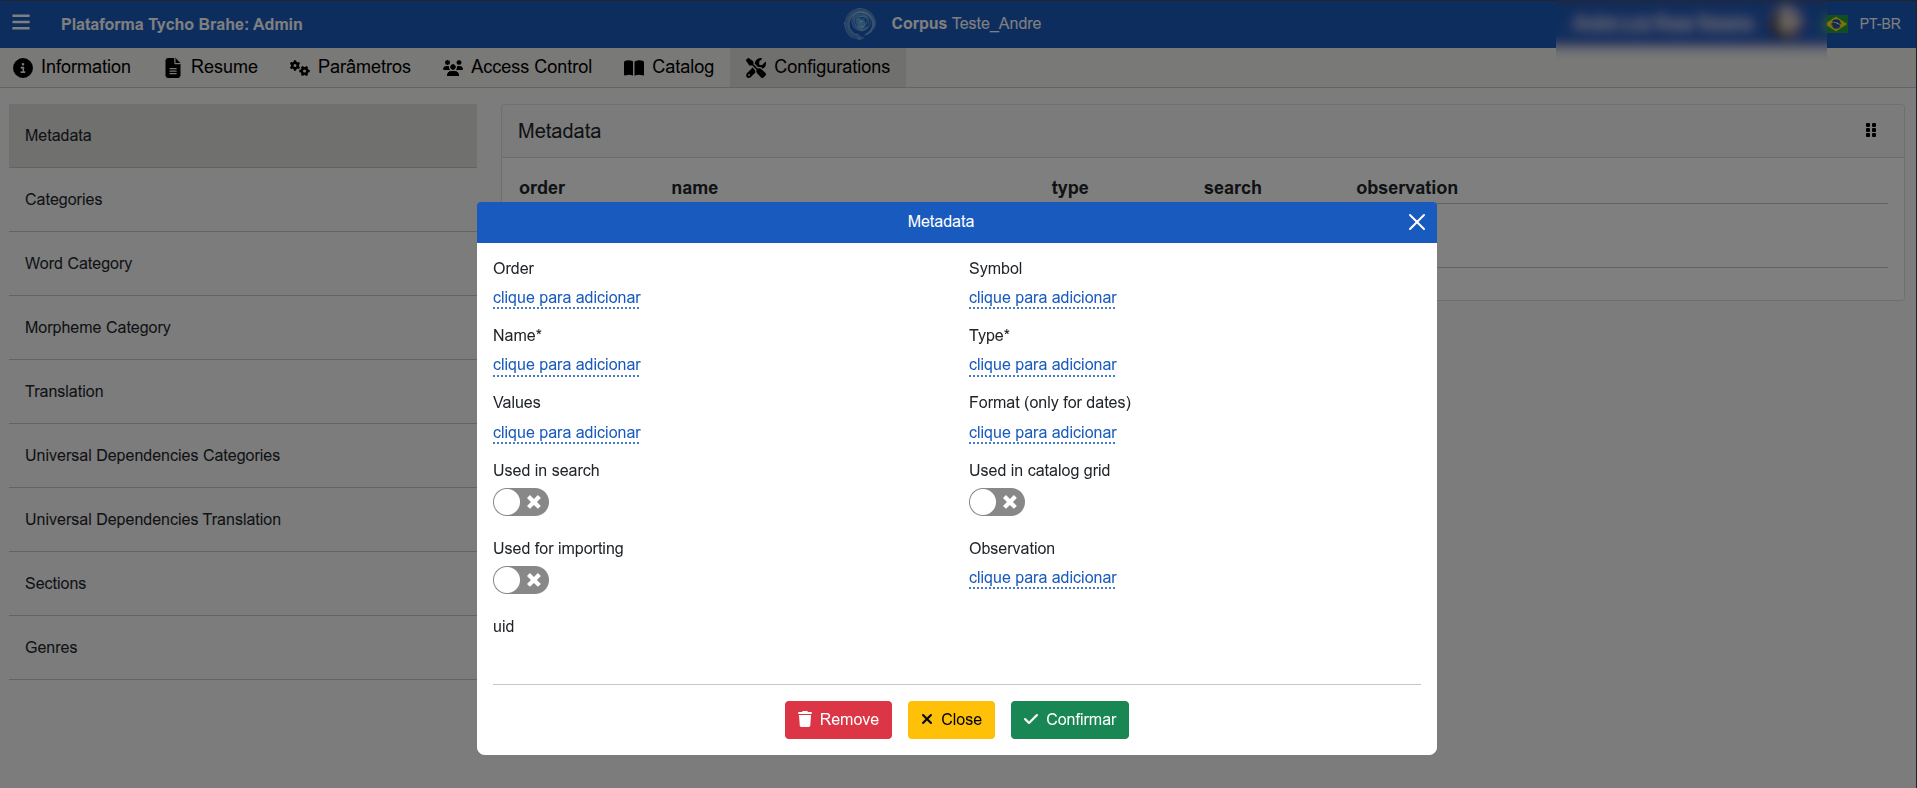 Plataforma Tycho Brahe: Admin
Corpus Teste_Andre
PT-BR
Information
Resume
Parâmetros
Access Control
Catalog
Configurations
Metadata
Categories
Word Category
Morpheme Category
Translation
Universal Dependencies Categories
Universal Dependencies Translation
Sections
Genres
Metadata
order name type search observation
Metadata
Order
clique para adicionar
Symbol
clique para adicionar
Name*
clique para adicionar
Type*
clique para adicionar
Values
clique para adicionar
Format (only for dates)
clique para adicionar
Used in search
Used in catalog grid
Used for importing
Observation
clique para adicionar
uid
Remove
Close
Confirmar